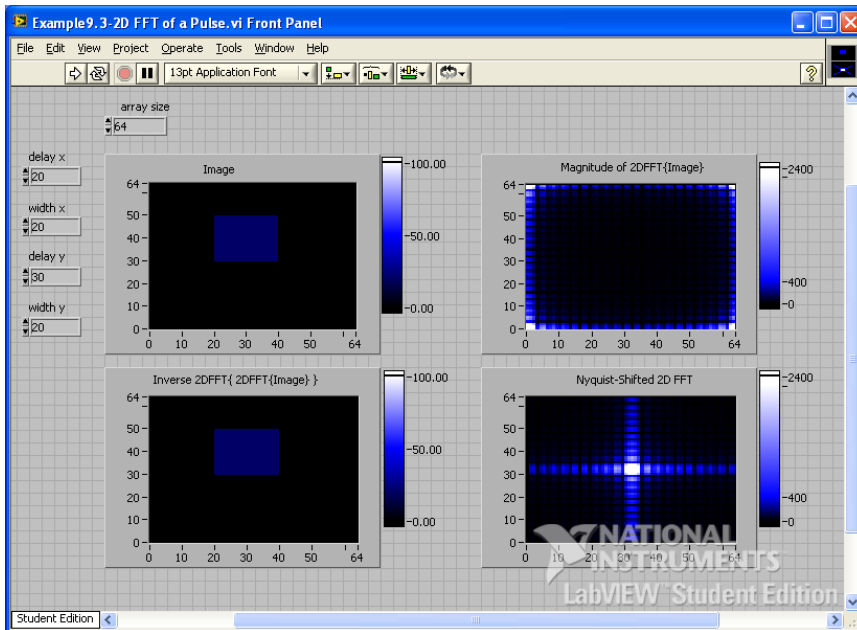 Example9.3-2D FFT of a Pulse.vi Front Panel
File Edit View Project Operate Tools Window Help
13pt Application Font
?
array size
64
delay x
20
width x
20
delay y
30
width y
20
Image
64
50
40
30
20
10
0
0 10 20 30 40 50 64
100.00
50.00
0.00
Magnitude of 2DFFT{Image}
64
50
40
30
20
10
0
0 10 20 30 40 50 64
2400
400
0
Inverse 2DFFT{ 2DFFT{Image} }
64
50
40
30
20
10
0
0 10 20 30 40 50 64
100.00
50.00
0.00
Nyquist-Shifted 2D FFT
64
50
40
30
20
10
0
0 10 20 30 40 50 64
2400
400
0
NATIONAL
INSTRUMENTS
LabVIEW™ Student Edition
Student Edition